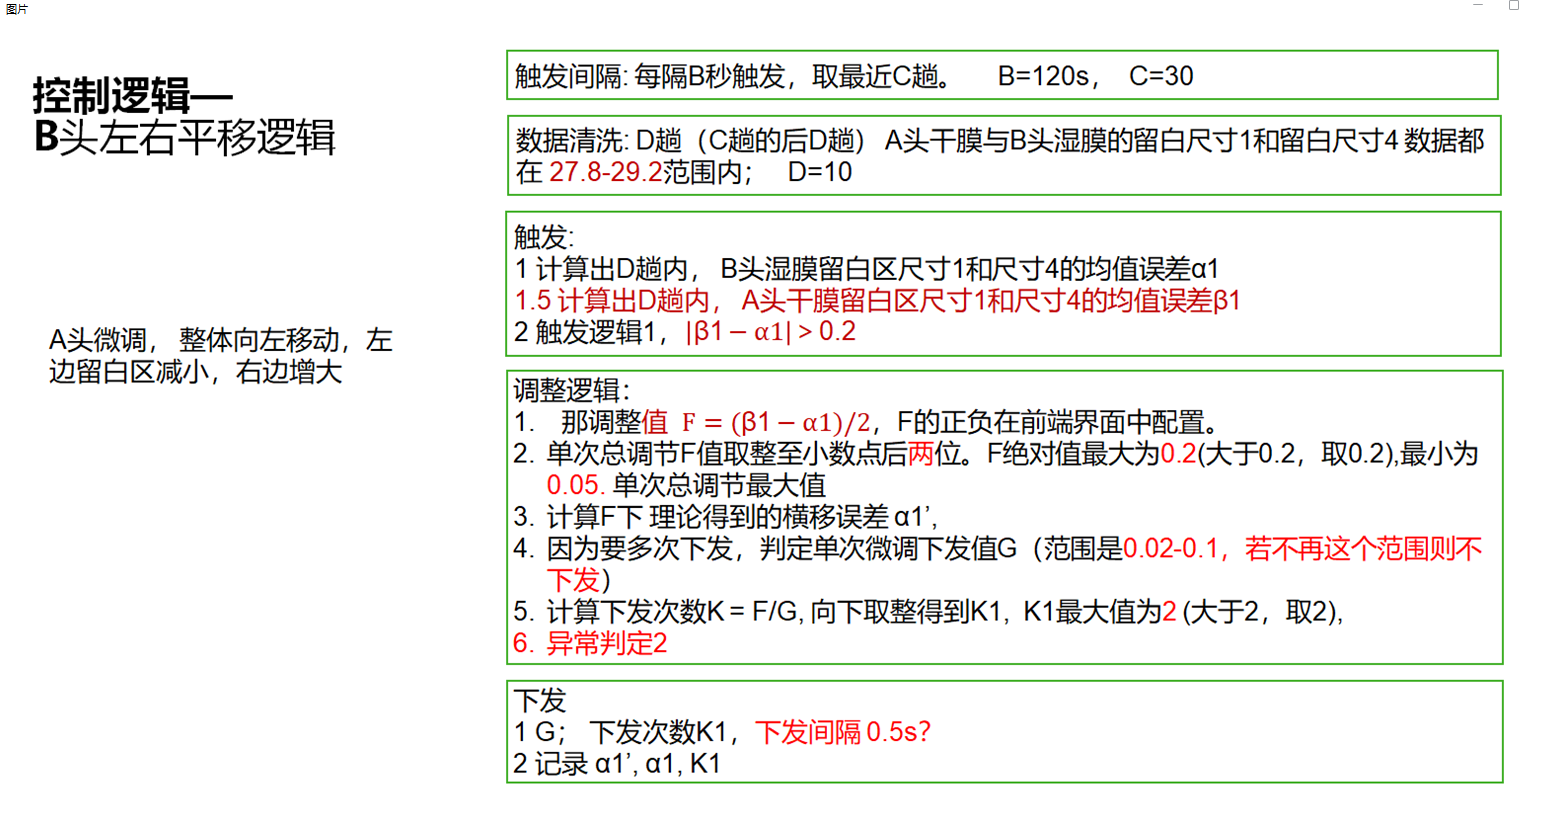 图片
控制逻辑—
B头左右平移逻辑
A头微调， 整体向左移动，左
边留白区减小，右边增大
触发间隔: 每隔B秒触发，取最近C趟。 B=120s， C=30
数据清洗: D趟（C趟的后D趟） A头干膜与B头湿膜的留白尺寸1和留白尺寸4 数据都
在 27.8-29.2范围内； D=10
触发:
1 计算出D趟内， B头湿膜留白区尺寸1和尺寸4的均值误差α1
1.5 计算出D趟内， A头干膜留白区尺寸1和尺寸4的均值误差β1
2 触发逻辑1，|β1 − α1| > 0.2
调整逻辑：
1. 那调整值 F = (β1 − α1)/2，F的正负在前端界面中配置。
2. 单次总调节F值取整至小数点后两位。F绝对值最大为0.2(大于0.2，取0.2),最小为
0.05. 单次总调节最大值
3. 计算F下 理论得到的横移误差 α1’,
4. 因为要多次下发，判定单次微调下发值G（范围是0.02-0.1，若不再这个范围则不
下发）
5. 计算下发次数K = F/G, 向下取整得到K1, K1最大值为2 (大于2，取2),
6. 异常判定2
下发
1 G； 下发次数K1，下发间隔 0.5s？
2 记录 α1’, α1, K1